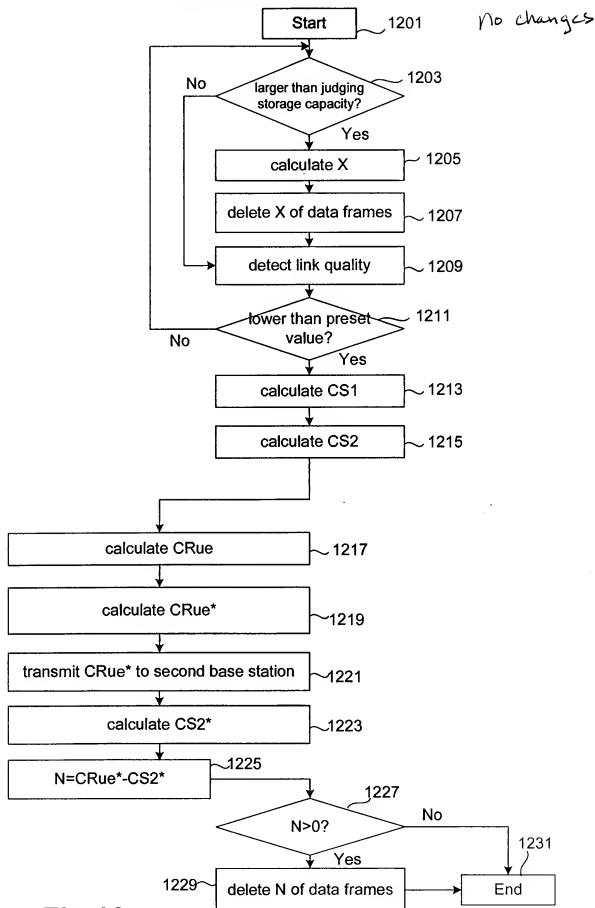 Start
1201
no changes
1203
No
larger than judging
storage capacity?
Yes
calculate X
1205
delete X of data frames
1207
detect link quality
1209
1211
lower than preset
value?
No
Yes
calculate CS1
1213
calculate CS2
1215
calculate CRue
1217
calculate CRue*
1219
transmit CRue* to second base station
1221
calculate CS2*
1223
1225
N=CRue*-CS2*
1227
N>0?
No
Yes
1231
1229
delete N of data frames
End